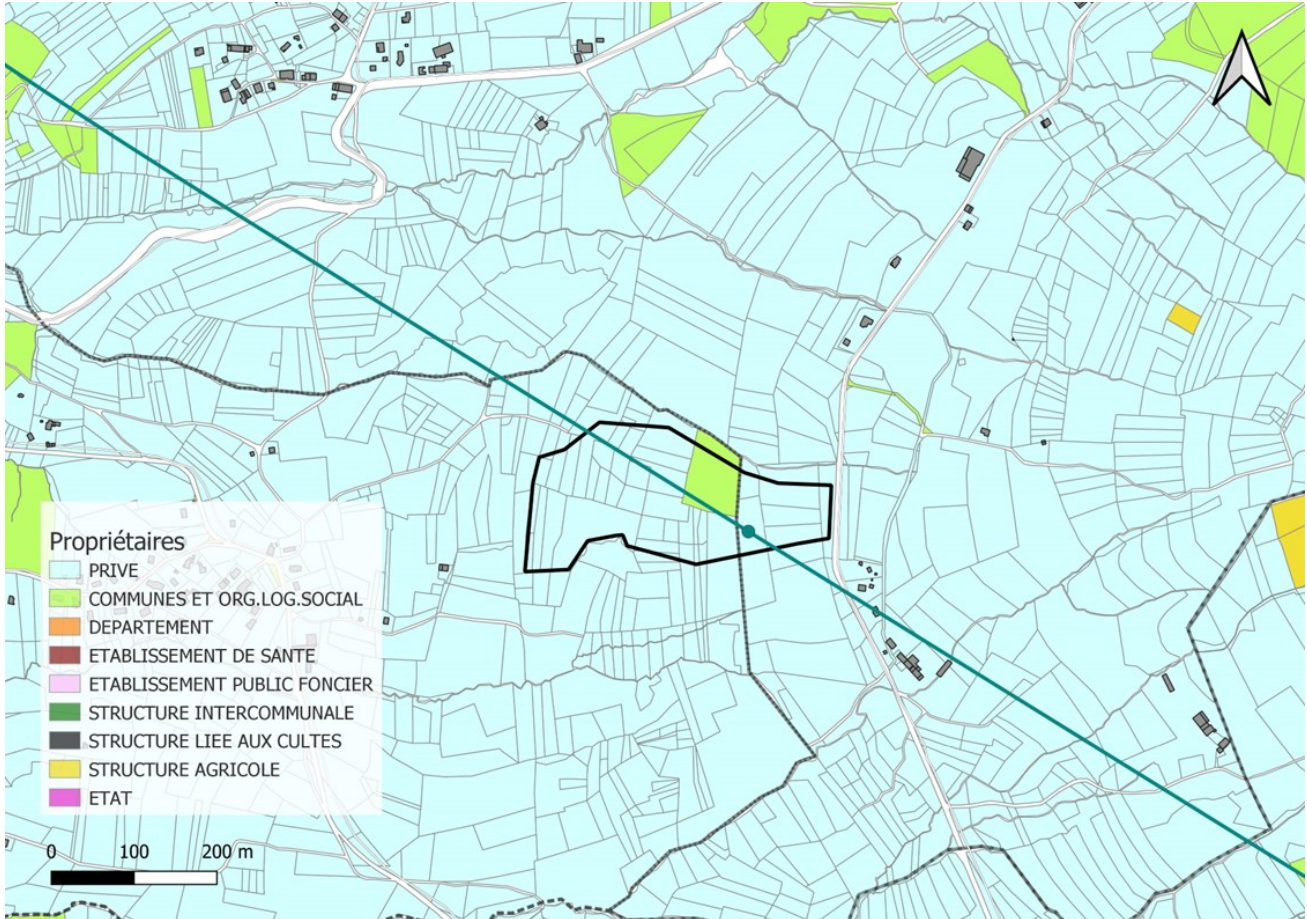 Propriétaires
PRIVE
COMMUNES ET ORG.LOG.SOCIAL
DEPARTEMENT
ETABLISSEMENT DE SANTE
ETABLISSEMENT PUBLIC FONCIER
STRUCTURE INTERCOMMUNALE
STRUCTURE LIEE AUX CULTES
STRUCTURE AGRICOLE
ETAT
0 100 200 m